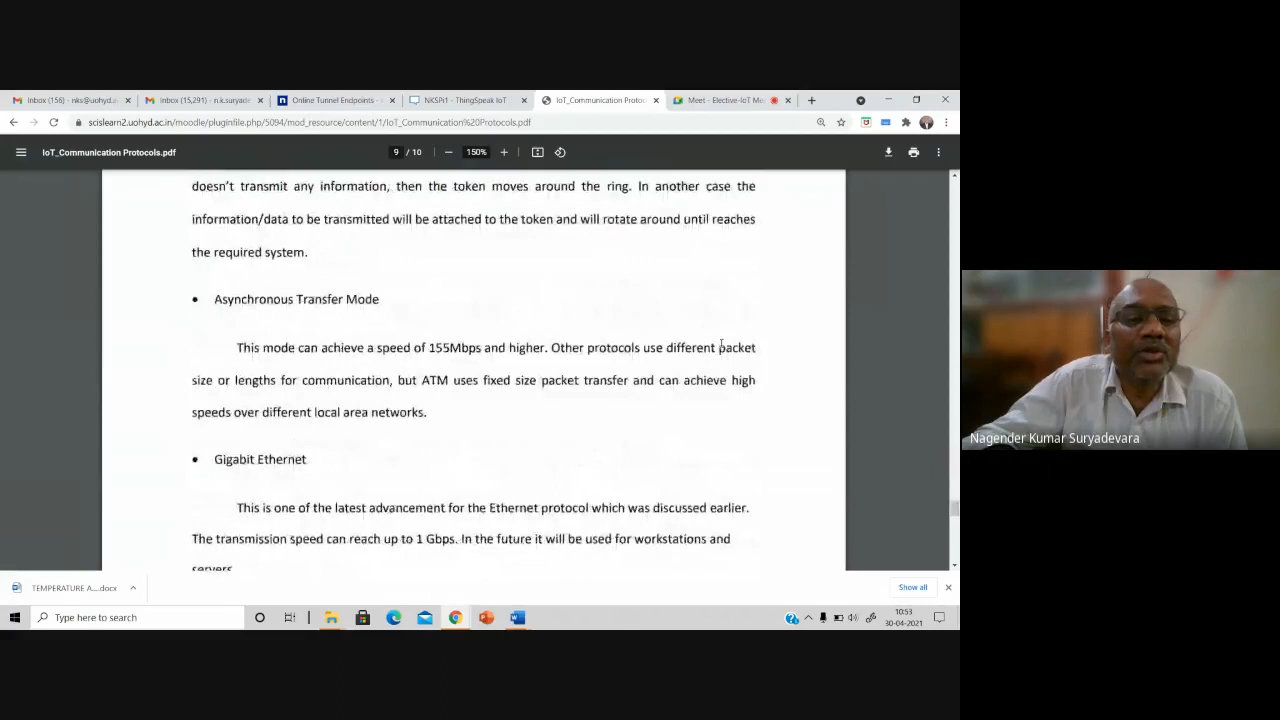 Inbox (156) - nks@uohyd.a
Inbox (15,291) - n.k.suryade
Online Tunnel Endpoints -
NKSPi1 - ThingSpeak IoT
IoT_Communication Protoco
Meet - Elective-IoT Me
scislearn2.uohyd.ac.in/moodle/pluginfile.php/5094/mod_resource/content/1/IoT_Communication%20Protocols.pdf
IoT_Communication Protocols.pdf
9 / 10
150%
doesn't transmit any information, then the token moves around the ring. In another case the
information/data to be transmitted will be attached to the token and will rotate around until reaches
the required system.
• Asynchronous Transfer Mode
This mode can achieve a speed of 155Mbps and higher. Other protocols use different packet
size or lengths for communication, but ATM uses fixed size packet transfer and can achieve high
speeds over different local area networks.
• Gigabit Ethernet
This is one of the latest advancement for the Ethernet protocol which was discussed earlier.
The transmission speed can reach up to 1 Gbps. In the future it will be used for workstations and
servers
Nagender Kumar Suryadevara
TEMPERATURE A....docx
Show all
Type here to search
10:53
30-04-2021